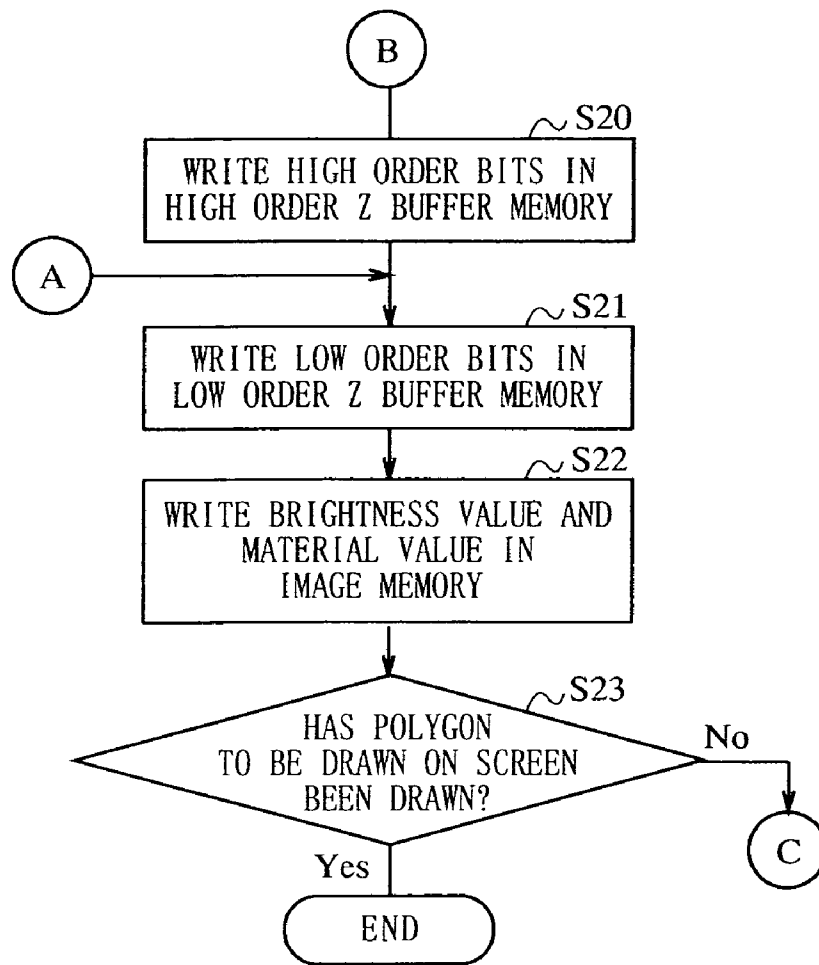 B
S20
WRITE HIGH ORDER BITS IN
HIGH ORDER Z BUFFER MEMORY
A
S21
WRITE LOW ORDER BITS IN
LOW ORDER Z BUFFER MEMORY
S22
WRITE BRIGHTNESS VALUE AND
MATERIAL VALUE IN
IMAGE MEMORY
S23
HAS POLYGON
TO BE DRAWN ON SCREEN
BEEN DRAWN?
No
C
Yes
END